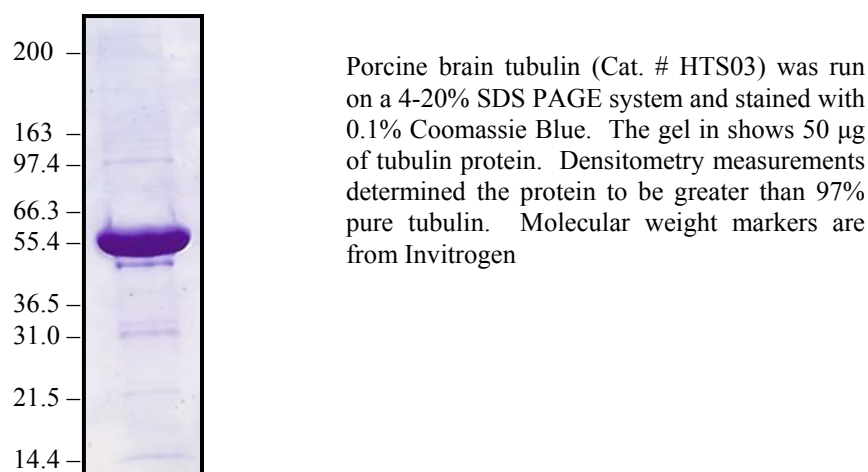 200 –
163 –
97.4 –
66.3 –
55.4 –
36.5 –
31.0 –
21.5 –
14.4 –
Porcine brain tubulin (Cat. # HTS03) was run
on a 4-20% SDS PAGE system and stained with
0.1% Coomassie Blue. The gel in shows 50 μg
of tubulin protein. Densitometry measurements
determined the protein to be greater than 97%
pure tubulin. Molecular weight markers are
from Invitrogen